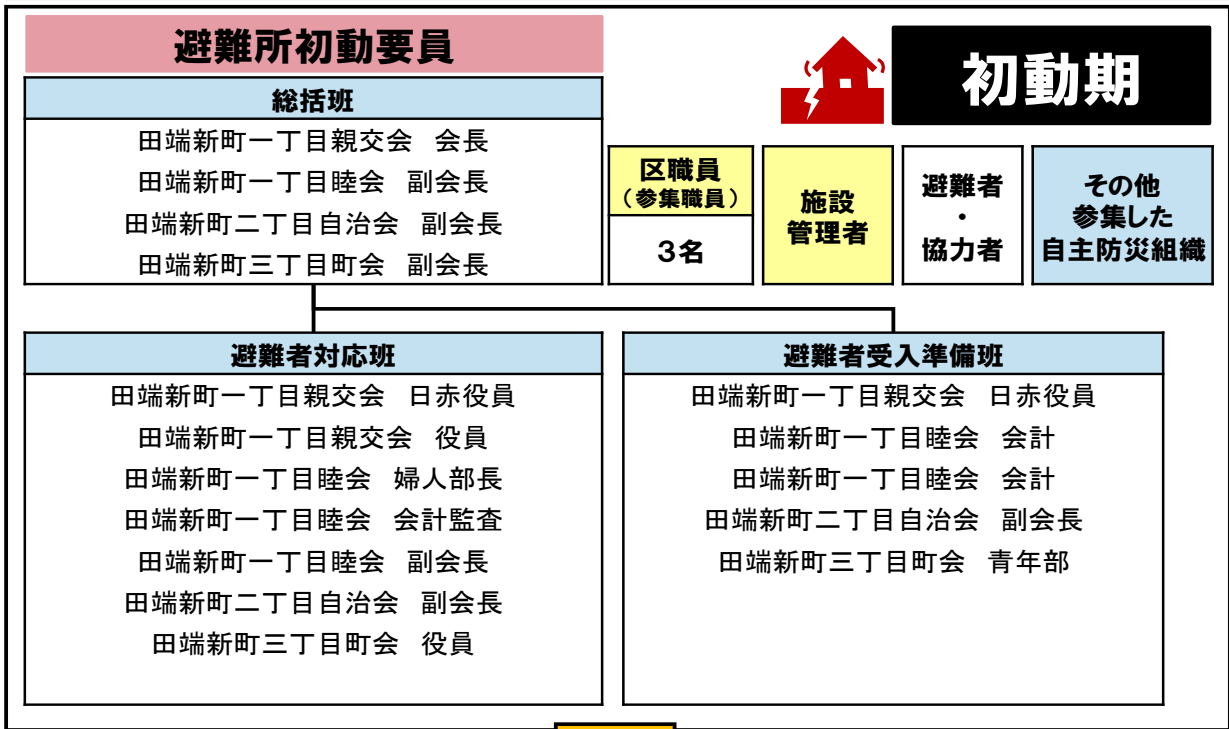 避難所初動要員
初動期
総括班
田端新町一丁目親交会　会長
田端新町一丁目睦会　副会長
田端新町二丁目自治会　副会長
田端新町三丁目町会　副会長
区職員
（参集職員）
3名
施設
管理者
避難者
・
協力者
その他
参集した
自主防災組織
避難者対応班
田端新町一丁目親交会　日赤役員
田端新町一丁目親交会　役員
田端新町一丁目睦会　婦人部長
田端新町一丁目睦会　会計監査
田端新町一丁目睦会　副会長
田端新町二丁目自治会　副会長
田端新町三丁目町会　役員
避難者受入準備班
田端新町一丁目親交会　日赤役員
田端新町一丁目睦会　会計
田端新町一丁目睦会　会計
田端新町二丁目自治会　副会長
田端新町三丁目町会　青年部